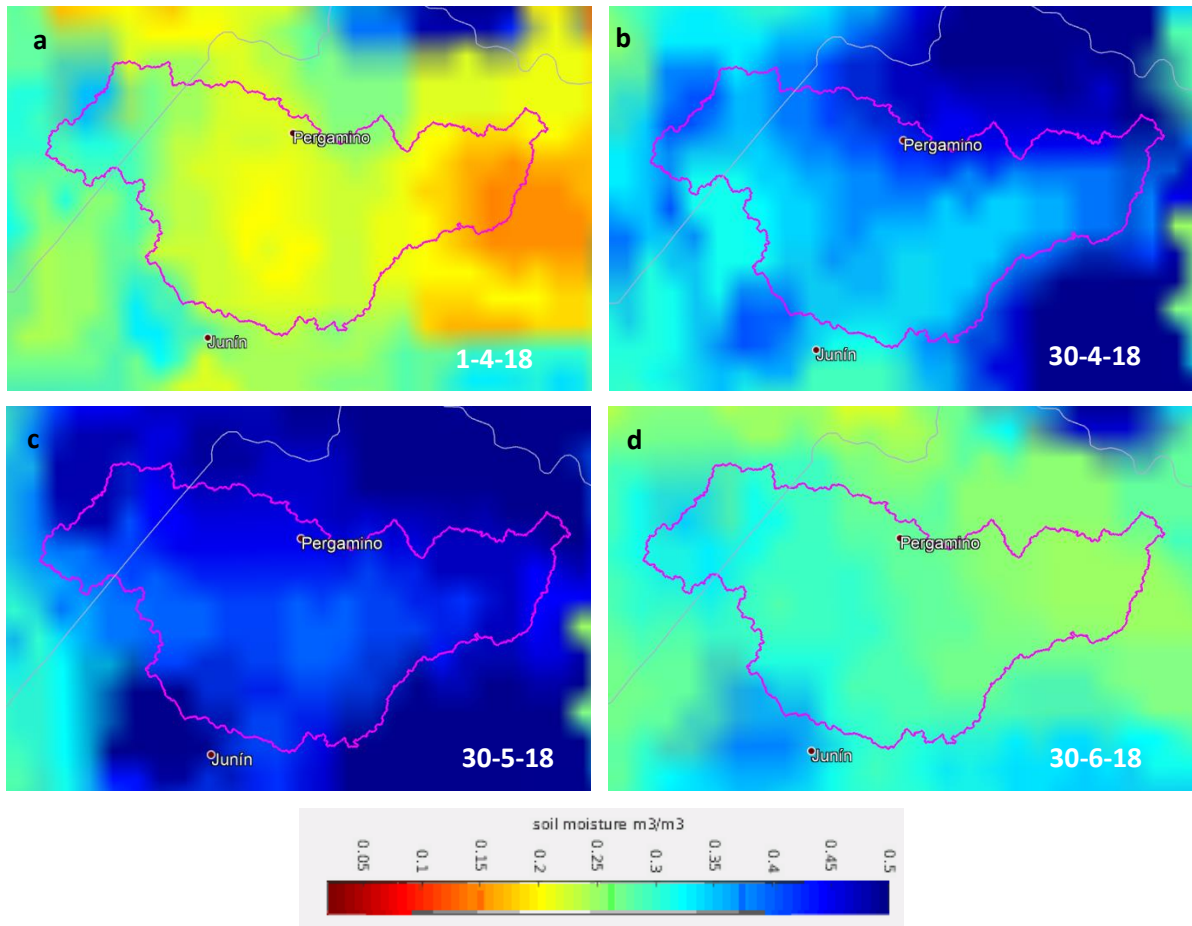 a
Pergamino
Junín
1-4-18
b
Pergamino
Junín
30-4-18
c
Pergamino
Junín
30-5-18
d
Pergamino
Junín
30-6-18
soil moisture m3/m3
0.05 0.1 0.15 0.2 0.25 0.3 0.35 0.4 0.45 0.5